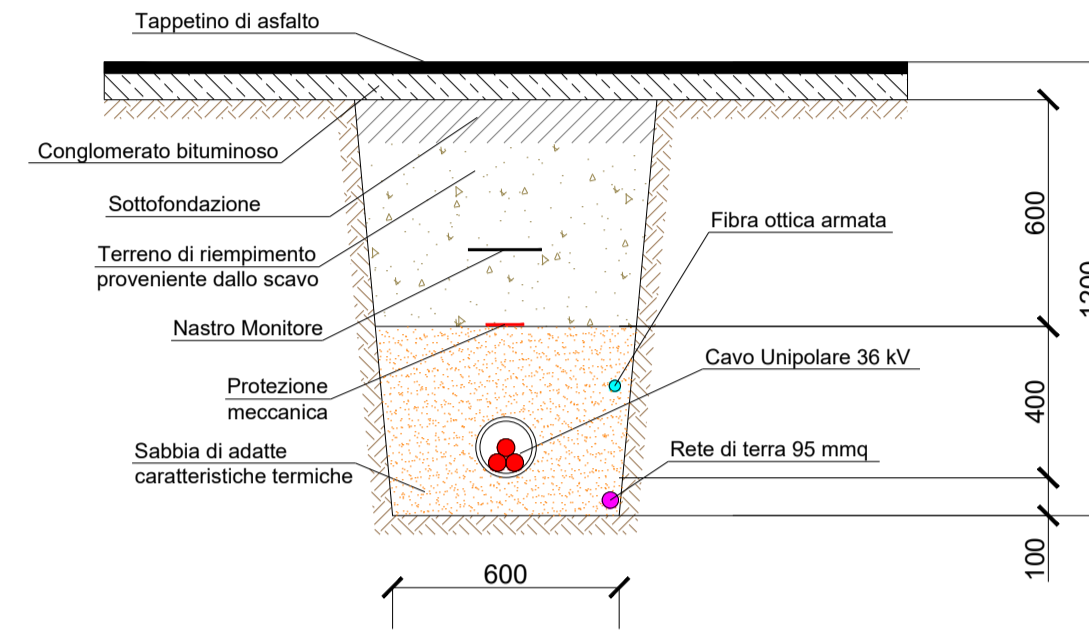 Tappetino di asfalto
Conglomerato bituminoso
Sottofondazione
Terreno di riempimento
proveniente dallo scavo
Nastro Monitore
Protezione
meccanica
Sabbia di adatte
caratteristiche termiche
Fibra ottica armata
Cavo Unipolare 36 kV
Rete di terra 95 mmq
600
400
100
600